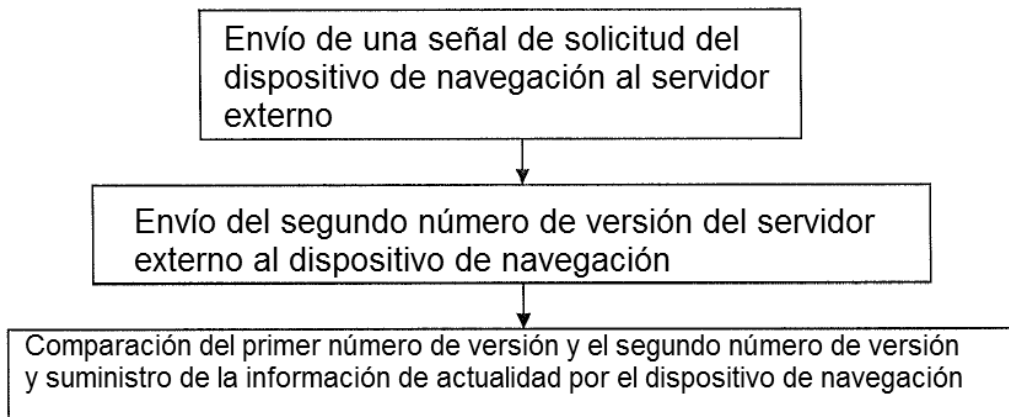 Envío de una señal de solicitud del
dispositivo de navegación al servidor
externo
Envío del segundo número de versión del servidor
externo al dispositivo de navegación
Comparación del primer número de versión y el segundo número de versión
y suministro de la información de actualidad por el dispositivo de navegación